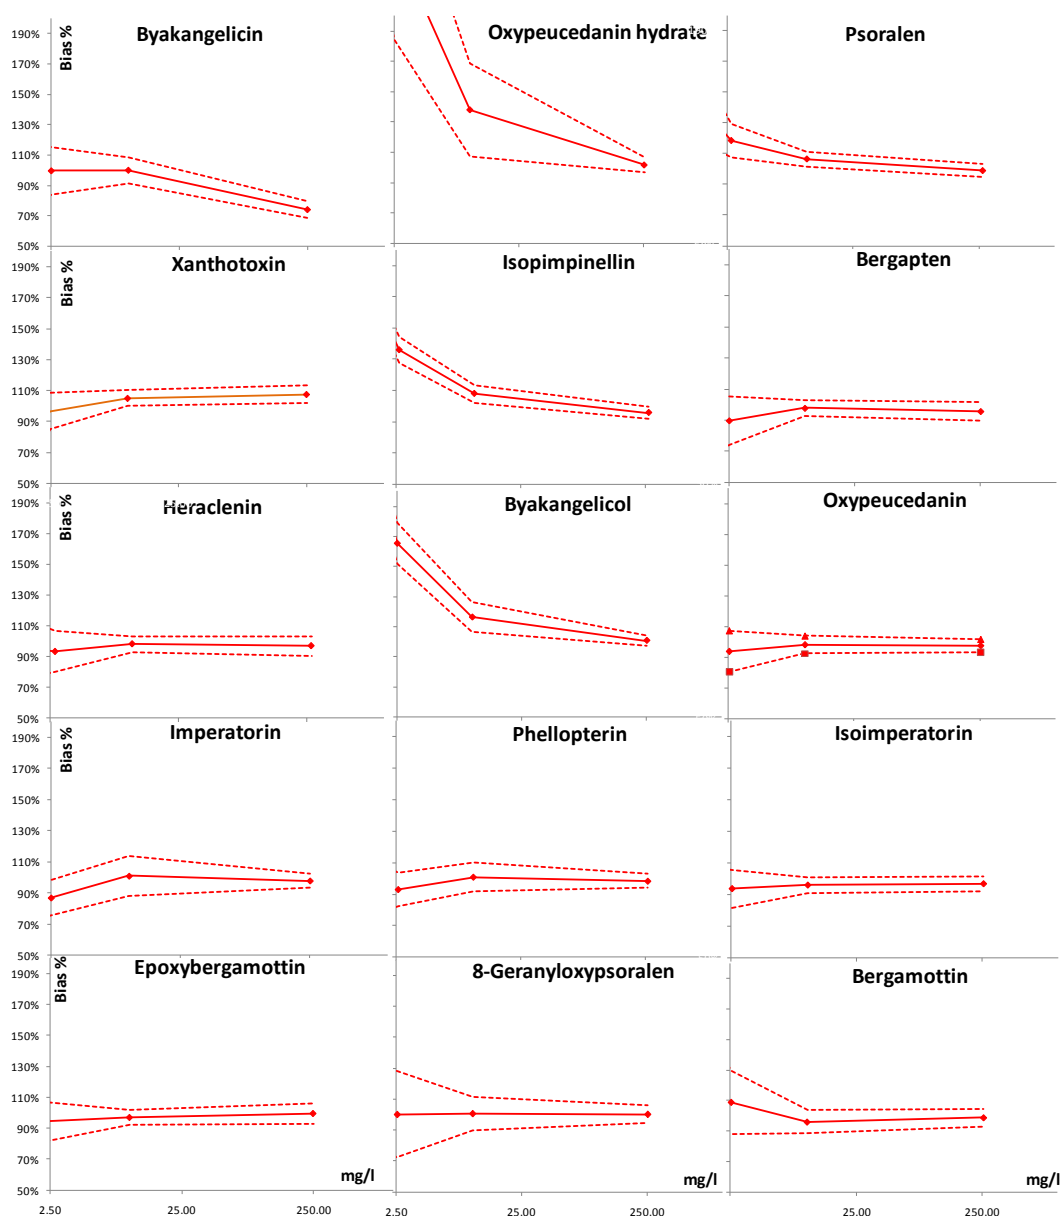 Byakangelicin
Oxypeucedanin hydrate
Psoralen
Bias %
190%
170%
150%
130%
110%
90%
70%
50%
Xanthotoxin
Isopimpinellin
Bergapten
Bias %
190%
170%
150%
130%
110%
90%
70%
50%
Heraclenin
Byakangelicol
Oxypeucedanin
Bias %
190%
170%
150%
130%
110%
90%
70%
50%
Imperatorin
Phellopterin
Isoimperatorin
Bias %
190%
170%
150%
130%
110%
90%
70%
50%
Epoxybergamottin
8-Geranyloxypsoralen
Bergamottin
Bias %
190%
170%
150%
130%
110%
90%
70%
50%
mg/l
mg/l
2.50 25.00 250.00 2.50 25.00 250.00 25.00 250.00